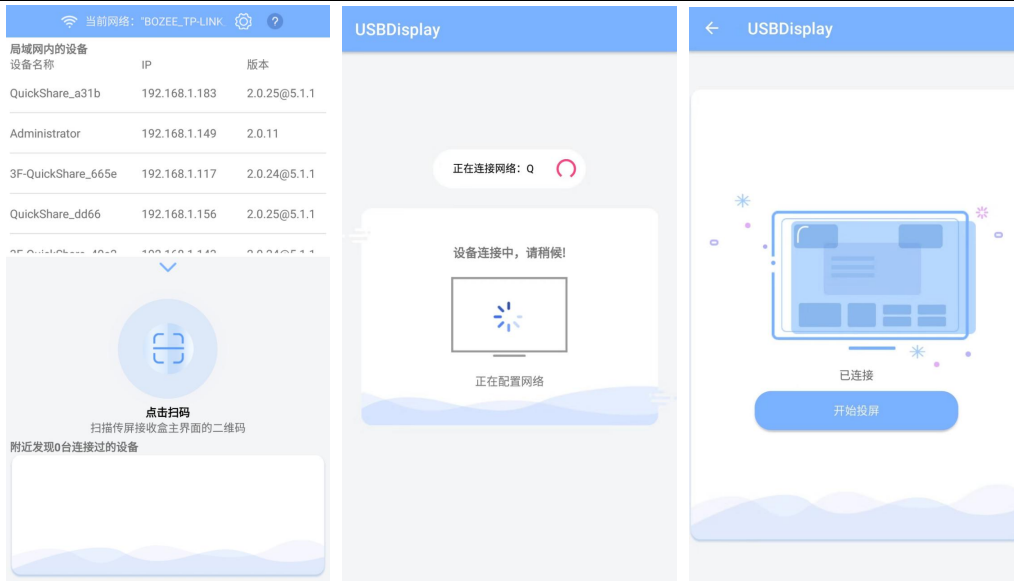 当前网络: "BOZEE_TP-LINK_
?
局域网内的设备
设备名称 IP 版本
QuickShare_a31b 192.168.1.183 2.0.25@5.1.1
Administrator 192.168.1.149 2.0.11
3F-QuickShare_665e 192.168.1.117 2.0.24@5.1.1
QuickShare_dd66 192.168.1.156 2.0.25@5.1.1
点击扫码
扫描传屏接收盒主界面的二维码
附近发现0台连接过的设备
USBDisplay
正在连接网络: Q
设备连接中，请稍候!
正在配置网络
USBDisplay
已连接
开始投屏